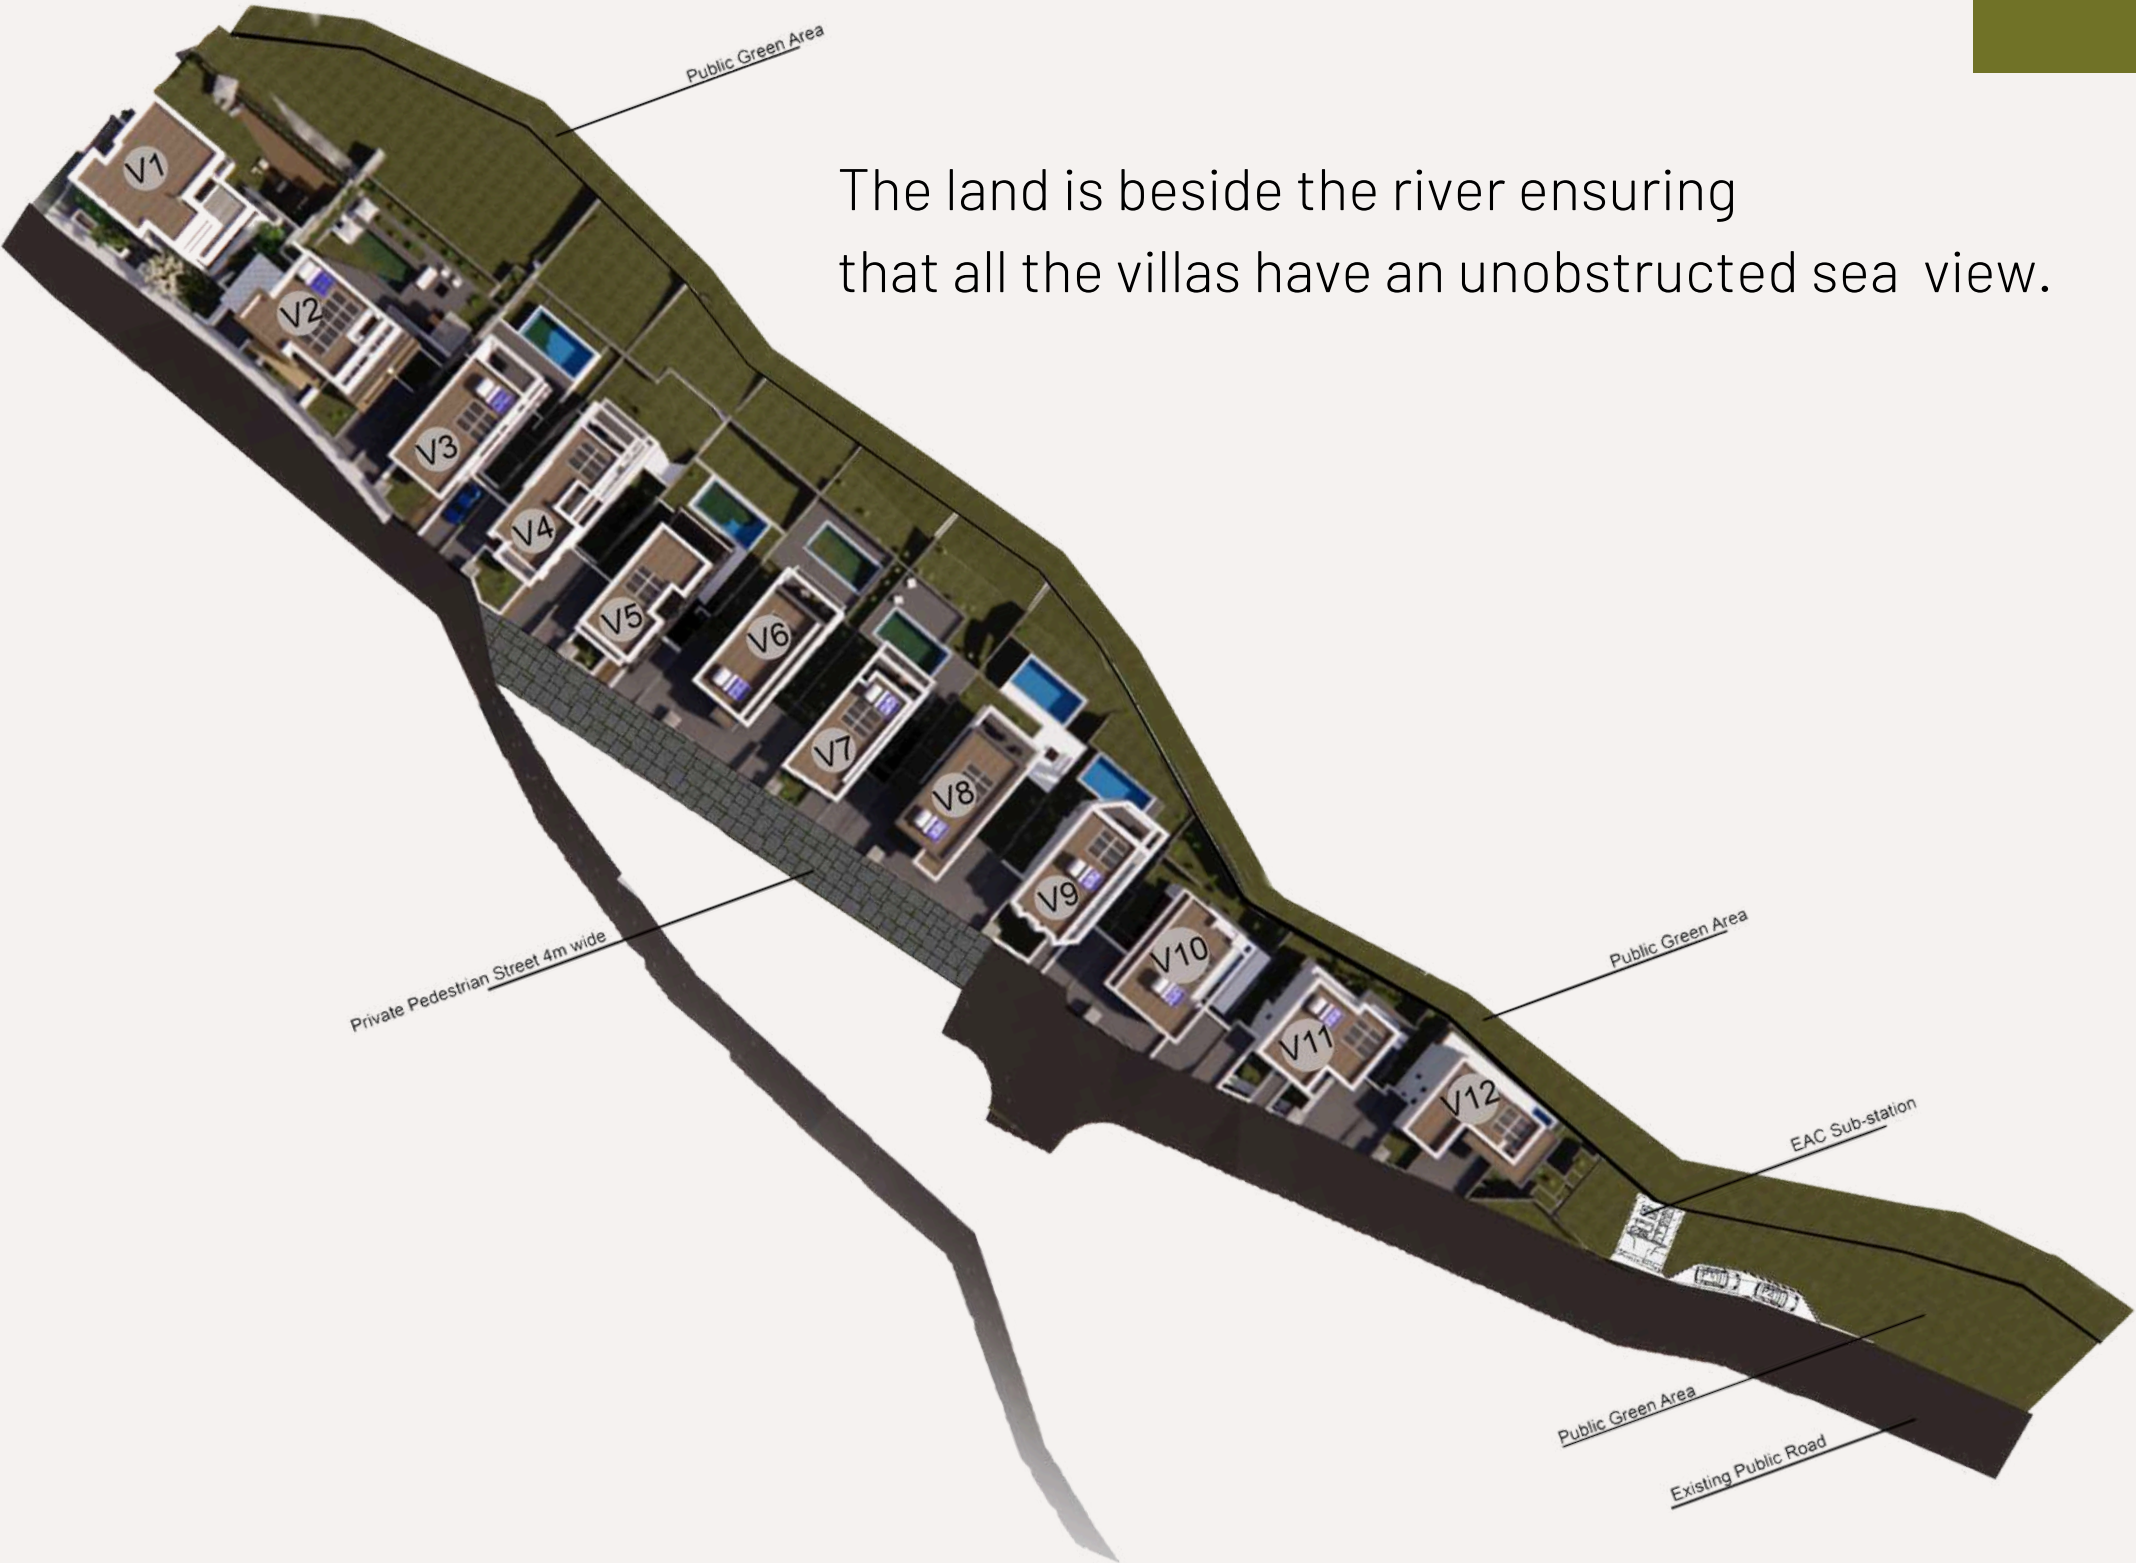 Public Green Area
The land is beside the river ensuring
that all the villas have an unobstructed sea view.
V1
V2
V3
V4
V5
V6
V7
V8
V9
V10
V11
V12
Private Pedestrian Street 4m wide
Public Green Area
EAC Sub-station
Public Green Area
Existing Public Road